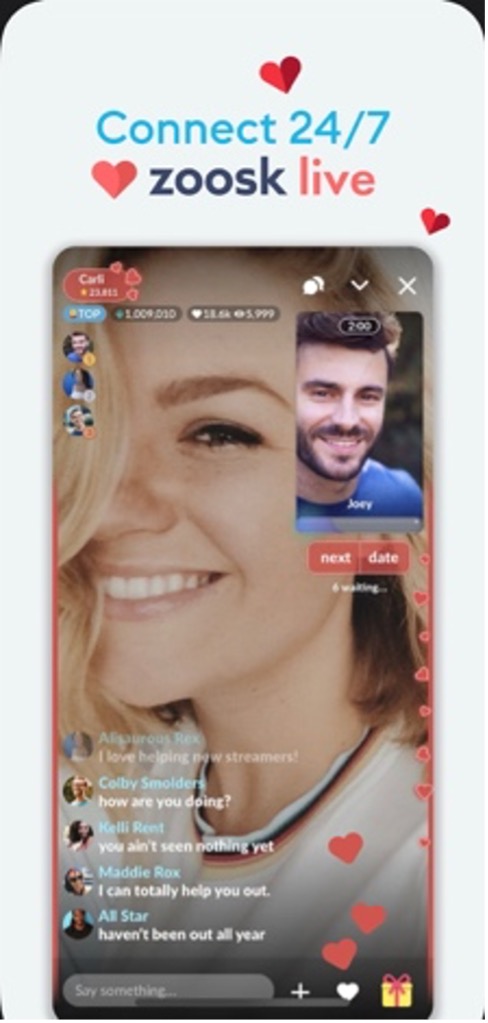 Connect 24/7
zoosk live
Carli
23,811
TOP 1,009,010 18.6k 5,999
2:00
Joey
next date
6 waiting...
Alisaurous Rex
I love helping new streamers!
Colby Smolders
how are you doing?
Kelli Rent
you ain't seen nothing yet
Maddie Rox
I can totally help you out.
All Star
haven't been out all year
Say something...